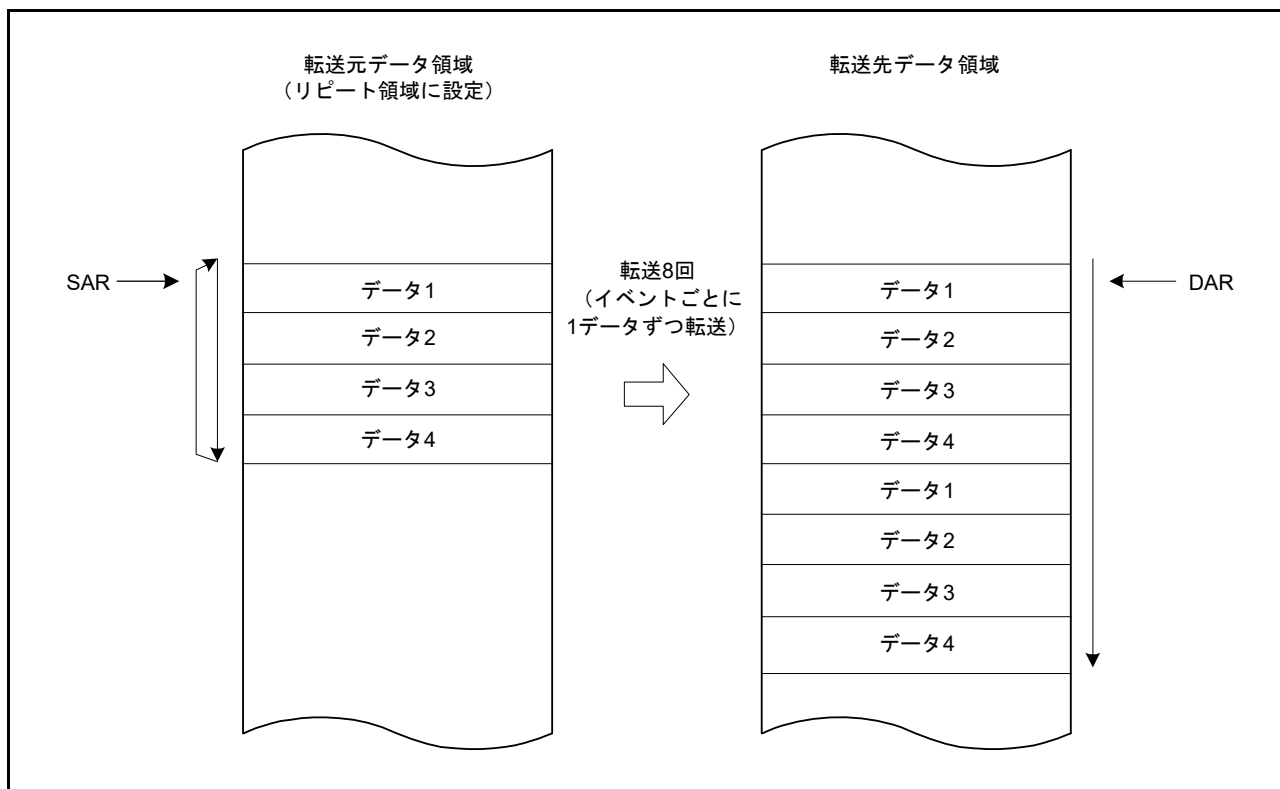 転送元データ領域
（リピート領域に設定）
転送先データ領域
SAR
データ1
データ2
データ3
データ4
転送8回
（イベントごとに
1データずつ転送）
データ1
データ2
データ3
データ4
データ1
データ2
データ3
データ4
DAR